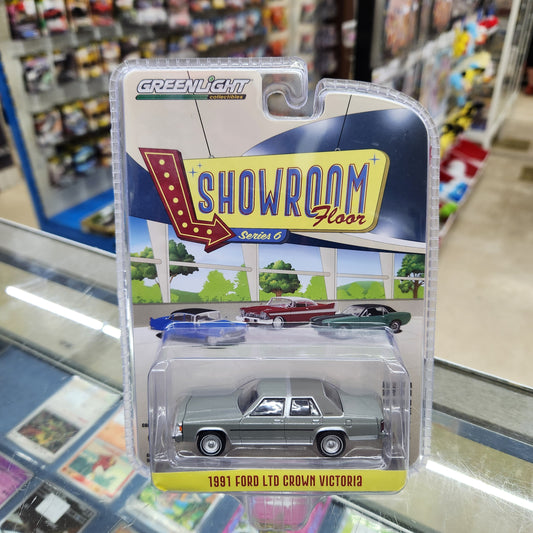 GREENLIGHT
collectibles
SHOWROOM
Floor
Series 6
1991 FORD LTD CROWN VICTORIA